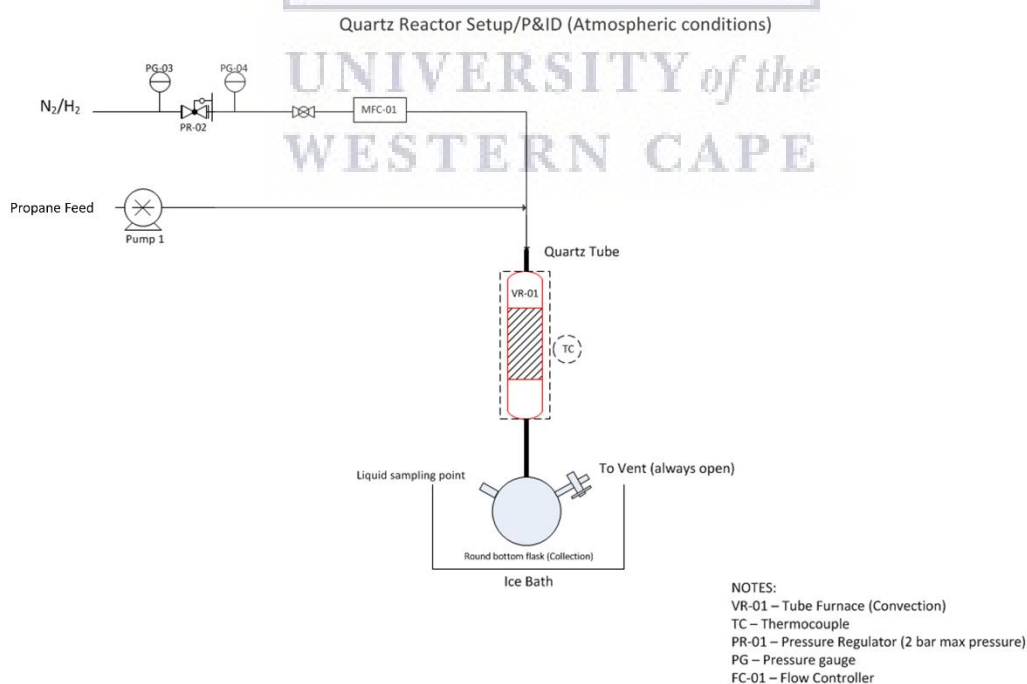 Quartz Reactor Setup/P&ID (Atmospheric conditions)
UNIVERSITY of the
WESTERN CAPE
PG-03
PG-04
N₂/H₂
MFC-01
PR-02
Propane Feed
Pump 1
Quartz Tube
VR-01
TC
Liquid sampling point
To Vent (always open)
Round bottom flask (Collection)
Ice Bath
NOTES:
VR-01 – Tube Furnace (Convection)
TC – Thermocouple
PR-01 – Pressure Regulator (2 bar max pressure)
PG – Pressure gauge
FC-01 – Flow Controller